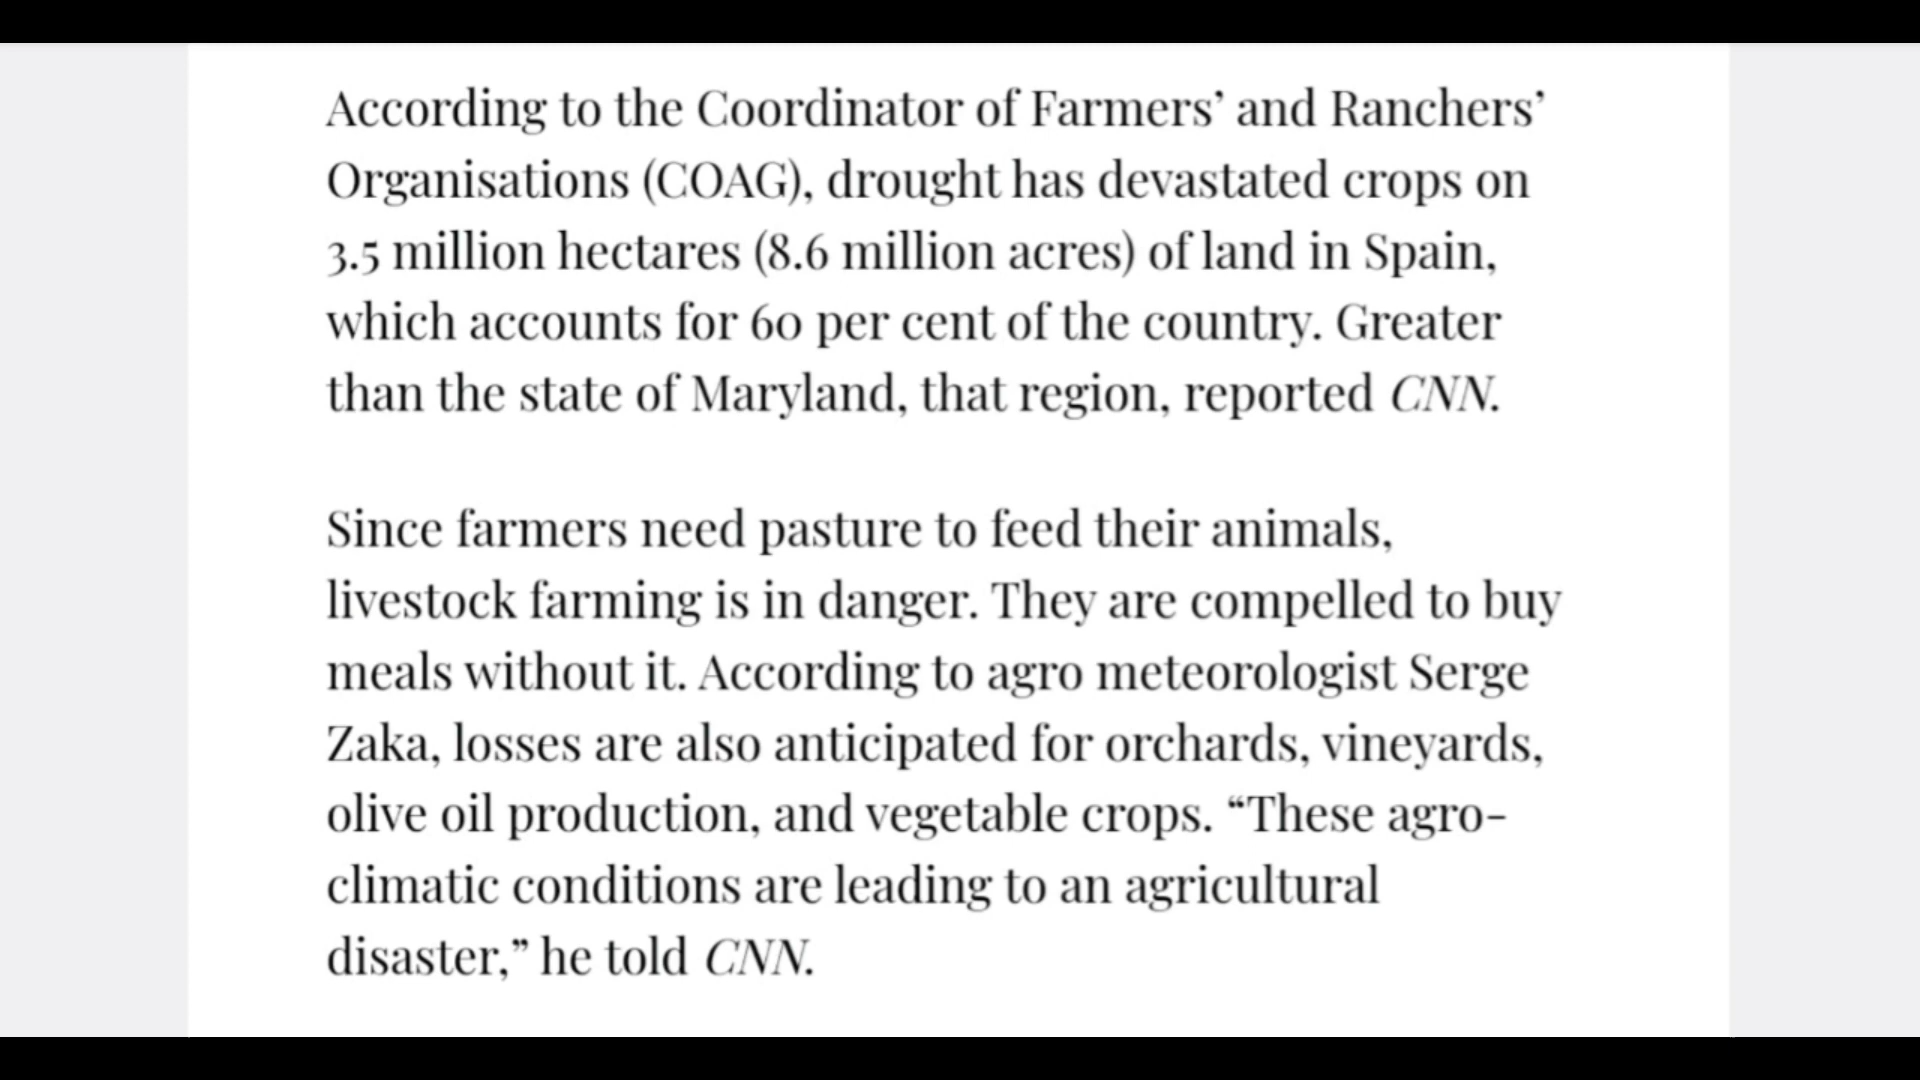 According to the Coordinator of Farmers’ and Ranchers’
Organisations (COAG), drought has devastated crops on
3.5 million hectares (8.6 million acres) of land in Spain,
which accounts for 60 per cent of the country. Greater
than the state of Maryland, that region, reported CNN.
Since farmers need pasture to feed their animals,
livestock farming is in danger. They are compelled to buy
meals without it. According to agro meteorologist Serge
Zaka, losses are also anticipated for orchards, vineyards,
olive oil production, and vegetable crops. “These agro-
climatic conditions are leading to an agricultural
disaster,” he told CNN.